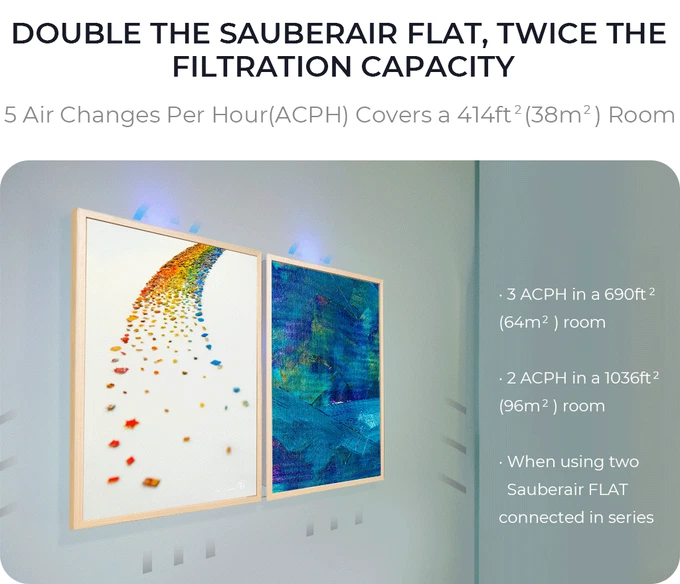 DOUBLE THE SAUBERAIR FLAT, TWICE THE
FILTRATION CAPACITY
5 Air Changes Per Hour(ACPH) Covers a 414ft² (38m² ) Room
· 3 ACPH in a 690ft²
(64m² ) room
· 2 ACPH in a 1036ft²
(96m² ) room
· When using two
Sauberair FLAT
connected in series